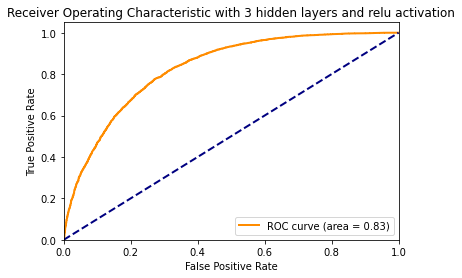 Receiver Operating Characteristic with 3 hidden layers and relu activation
1.0
0.8
0.6
0.4
0.2
0.0
True Positive Rate
ROC curve (area = 0.83)
0.0 0.2 0.4 0.6 0.8 1.0
False Positive Rate